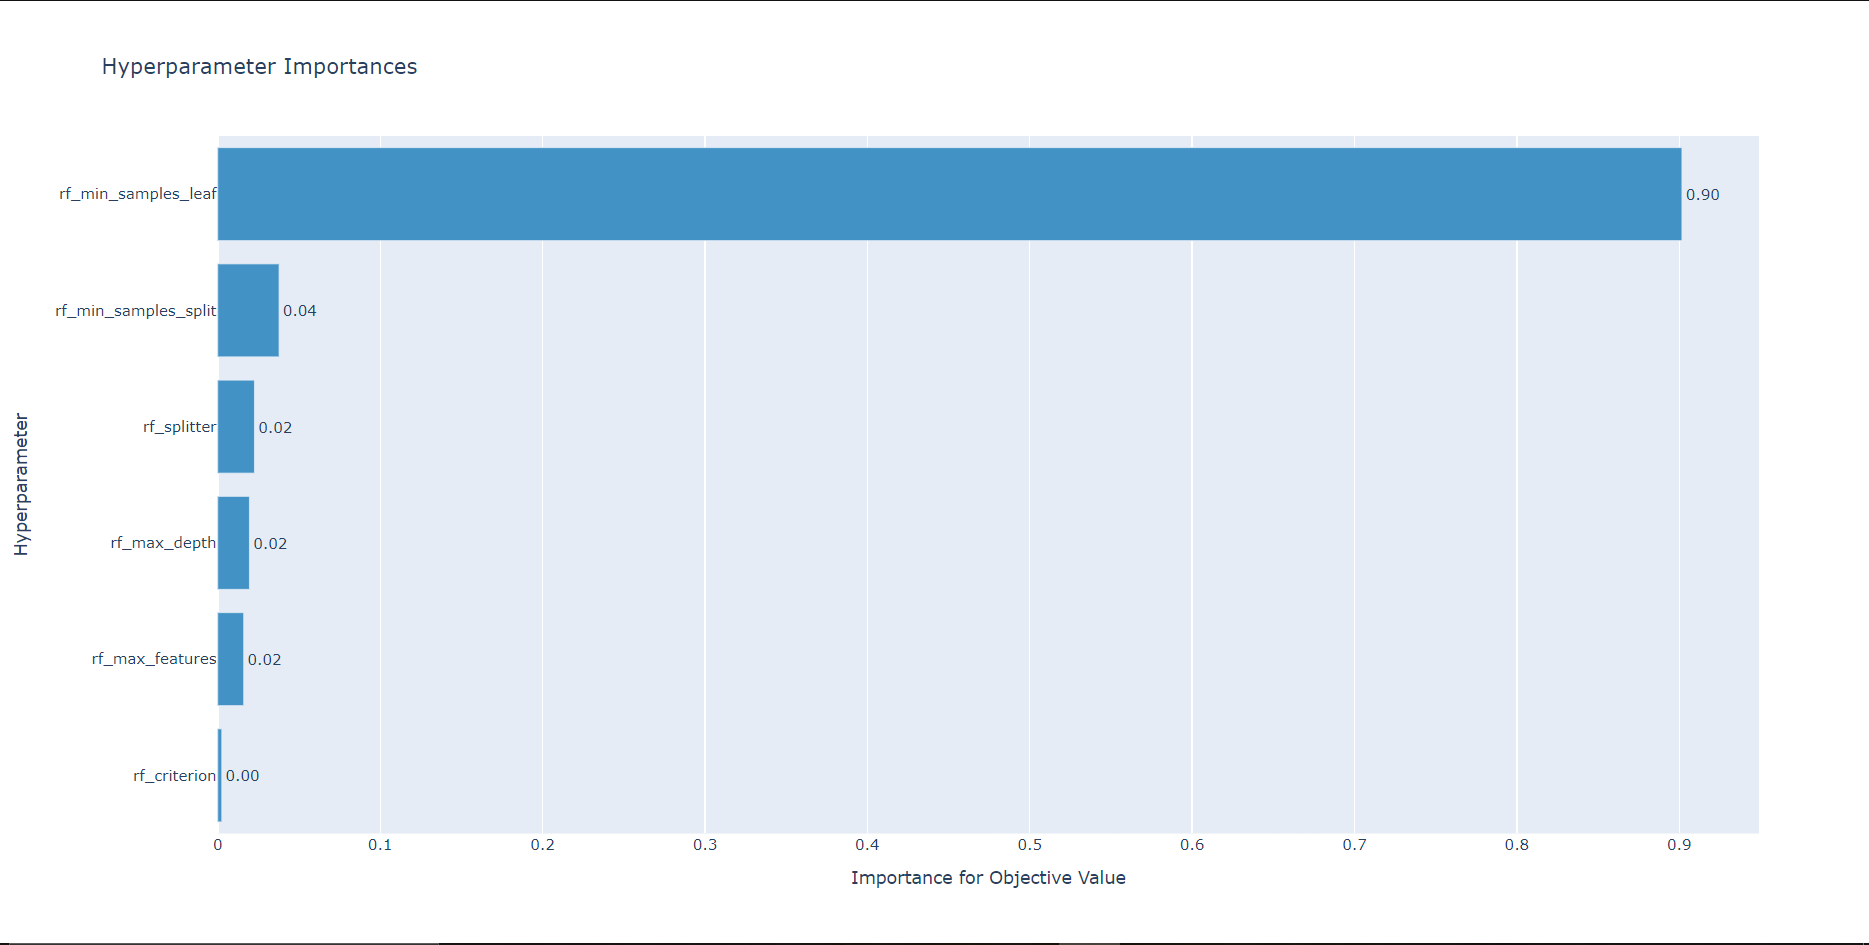 Hyperparameter Importances
rf_min_samples_leaf
0.90
rf_min_samples_split
0.04
rf_splitter
0.02
rf_max_depth
0.02
rf_max_features
0.02
rf_criterion
0.00
Hyperparameter
0 0.1 0.2 0.3 0.4 0.5 0.6 0.7 0.8 0.9
Importance for Objective Value